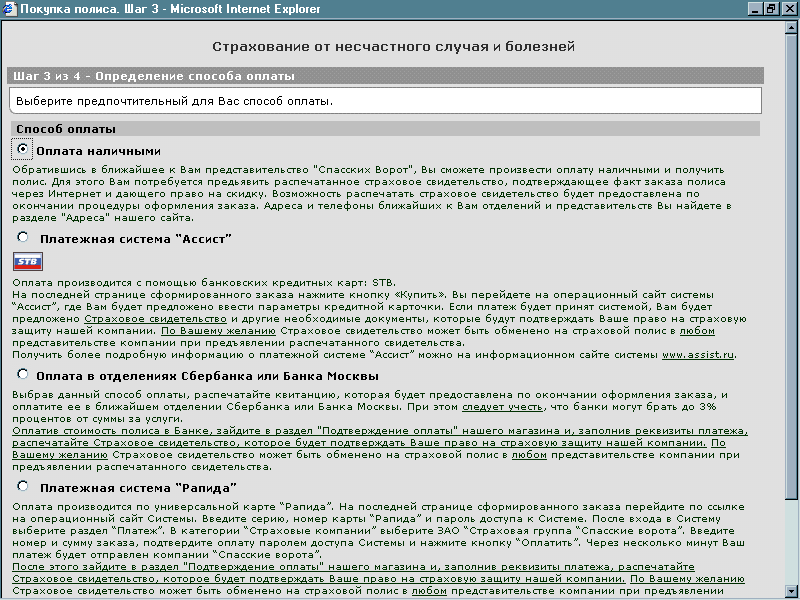 Покупка полиса. Шаг 3 - Microsoft Internet Explorer
Страхование от несчастного случая и болезней
Шаг 3 из 4 - Определение способа оплаты
Выберите предпочтительный для Вас способ оплаты.
Способ оплаты
Оплата наличными
Обратившись в ближайшее к Вам представительство "Спасских Ворот", Вы сможете произвести оплату наличными и получить
полис. Для этого Вам потребуется предъявить распечатанное страховое свидетельство, подтверждающее факт заказа полиса
через Интернет и дающего право на скидку. Возможность распечатать страховое свидетельство будет предоставлена по
окончании процедуры оформления заказа. Адреса и телефоны ближайших к Вам отделений и представительств Вы найдете в
разделе "Адреса" нашего сайта.
Платежная система “Ассист”
STB
Оплата производится с помощью банковских кредитных карт: STB.
На последней странице сформированного заказа нажмите кнопку «Купить». Вы перейдете на операционный сайт системы
“Ассист”, где Вам будет предложено ввести параметры кредитной карточки. Если платеж будет принят системой, Вам будет
предложено Страховое свидетельство и другие необходимые документы, которые будут подтверждать Ваше право на страховую
защиту нашей компании. По Вашему желанию Страховое свидетельство может быть обменено на страховой полис в любом
представительстве компании при предъявлении распечатанного свидетельства.
Получить более подробную информацию о платежной системе “Ассист” можно на информационном сайте системы www.assist.ru.
Оплата в отделениях Сбербанка или Банка Москвы
Выбрав данный способ оплаты, распечатайте квитанцию, которая будет предоставлена по окончании оформления заказа, и
оплатите ее в ближайшем отделении Сбербанка или Банка Москвы. При этом следует учесть, что банки могут брать до 3%
процентов от суммы за услуги.
Оплатив стоимость полиса в Банке, зайдите в раздел "Подтверждение оплаты" нашего магазина и, заполнив реквизиты платежа,
распечатайте Страховое свидетельство, которое будет подтверждать Ваше право на страховую защиту нашей компании. По
Вашему желанию Страховое свидетельство может быть обменено на страховой полис в любом представительстве компании при
предъявлении распечатанного свидетельства.
Платежная система “Рапида”
Оплата производится по универсальной карте “Рапида”. На последней странице сформированного заказа перейдите по ссылке
на операционный сайт Системы. Введите серию, номер карты “Рапида” и пароль доступа к Системе. После входа в Систему
выберите раздел “Платеж”. В категории “Страховые компании” выберите ЗАО “Страховая группа “Спасские ворота”. Введите
номер и сумму заказа, подтвердите оплату паролем доступа Системы и нажмите кнопку “Оплатить”. Через несколько минут Ваш
платеж будет отправлен компании “Спасские ворота”.
После этого зайдите в раздел "Подтверждение оплаты" нашего магазина и, заполнив реквизиты платежа, распечатайте
Страховое свидетельство, которое будет подтверждать Ваше право на страховую защиту нашей компании. По Вашему желанию
Страховое свидетельство может быть обменено на страховой полис в любом представительстве компании при предъявлении